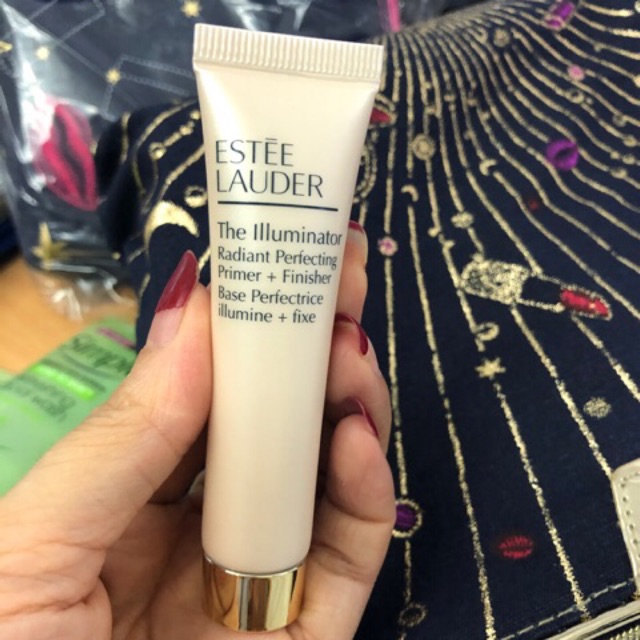 ESTĒE
LAUDER
The Illuminator
Radiant Perfecting
Primer + Finisher
Base Perfectrice
illumine + fixe